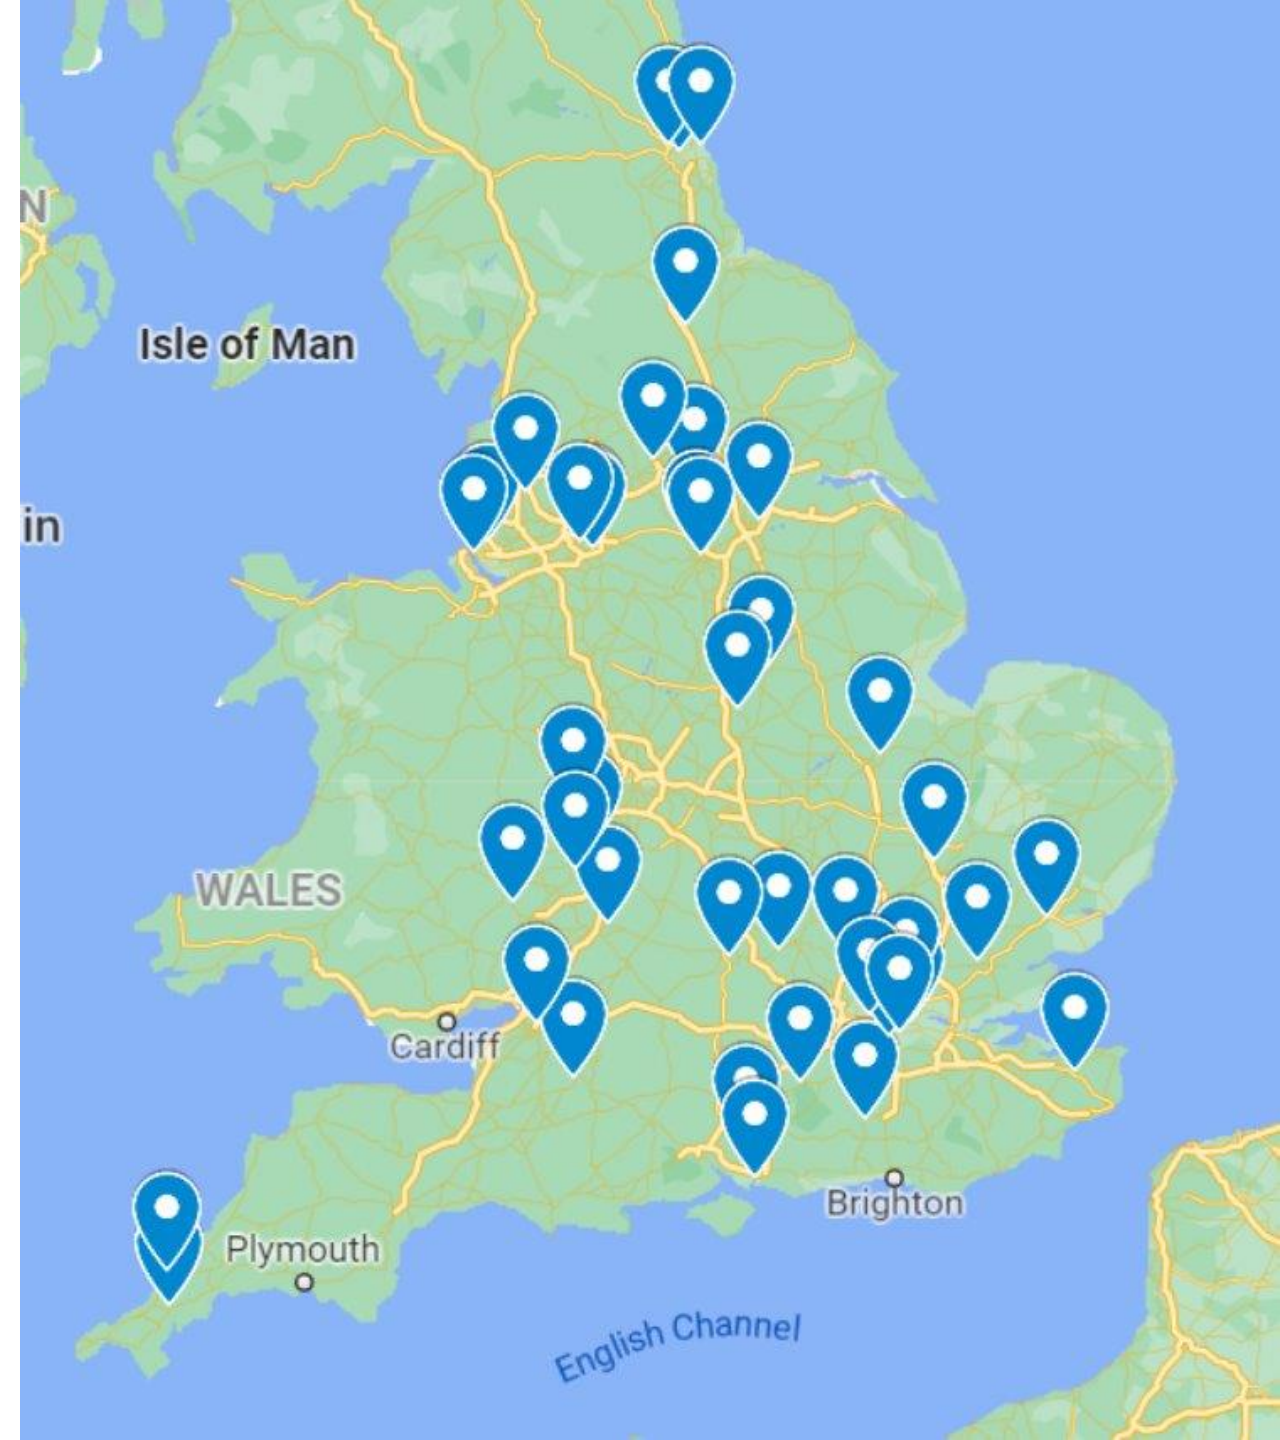 N
Isle of Man
in
WALES
Cardiff
Brighton
Plymouth
English Channel